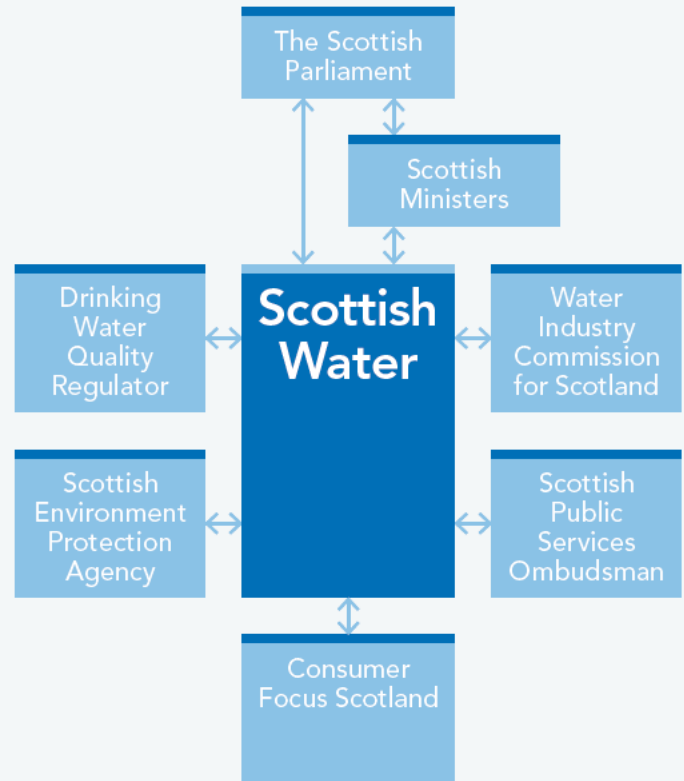 The Scottish
Parliament
Scottish
Ministers
Drinking
Water
Quality
Regulator
Scottish
Water
Water
Industry
Commission
for Scotland
Scottish
Environment
Protection
Agency
Scottish
Public
Services
Ombudsman
Consumer
Focus Scotland